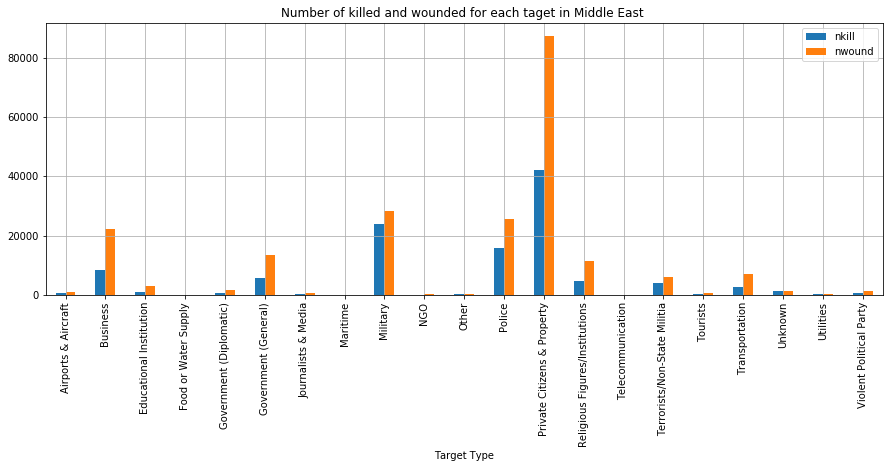 Number of killed and wounded for each taget in Middle East
nkill
nwound
80000
60000
40000
20000
0
Airports & Aircraft
Business
Educational Institution
Food or Water Supply
Government (Diplomatic)
Government (General)
Journalists & Media
Maritime
Military
NGO
Other
Police
Private Citizens & Property
Religious Figures/Institutions
Telecommunication
Terrorists/Non-State Militia
Tourists
Transportation
Unknown
Utilities
Violent Political Party
Target Type